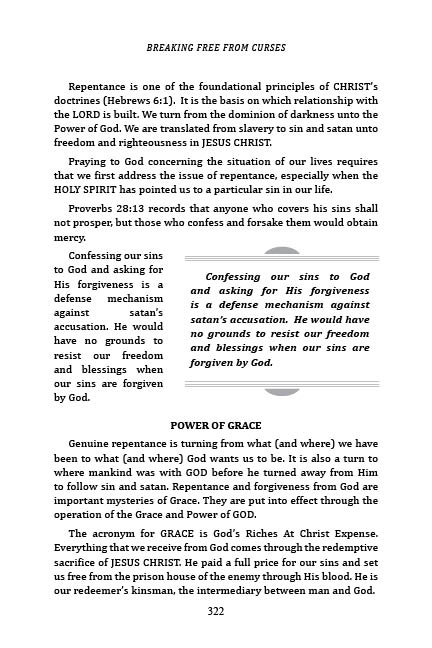 BREAKING FREE FROM CURSES
Repentance is one of the foundational principles of CHRIST's
doctrines (Hebrews 6:1). It is the basis on which relationship with
the LORD is built. We turn from the dominion of darkness unto the
Power of God. We are translated from slavery to sin and satan unto
freedom and righteousness in JESUS CHRIST.
Praying to God concerning the situation of our lives requires
that we first address the issue of repentance, especially when the
HOLY SPIRIT has pointed us to a particular sin in our life.
Proverbs 28:13 records that anyone who covers his sins shall
not prosper, but those who confess and forsake them would obtain
mercy.
Confessing our sins
to God and asking for
His forgiveness is a
defense mechanism
against satan's
accusation. He would
have no grounds to
resist our freedom
and blessings when
our sins are forgiven
by God.
Confessing our sins to God
and asking for His forgiveness
is a defense mechanism against
satan's accusation. He would have
no grounds to resist our freedom
and blessings when our sins are
forgiven by God.
POWER OF GRACE
Genuine repentance is turning from what (and where) we have
been to what (and where) God wants us to be. It is also a turn to
where mankind was with GOD before he turned away from Him
to follow sin and satan. Repentance and forgiveness from God are
important mysteries of Grace. They are put into effect through the
operation of the Grace and Power of GOD.
The acronym for GRACE is God's Riches At Christ Expense.
Everything that we receive from God comes through the redemptive
sacrifice of JESUS CHRIST. He paid a full price for our sins and set
us free from the prison house of the enemy through His blood. He is
our redeemer's kinsman, the intermediary between man and God.
322